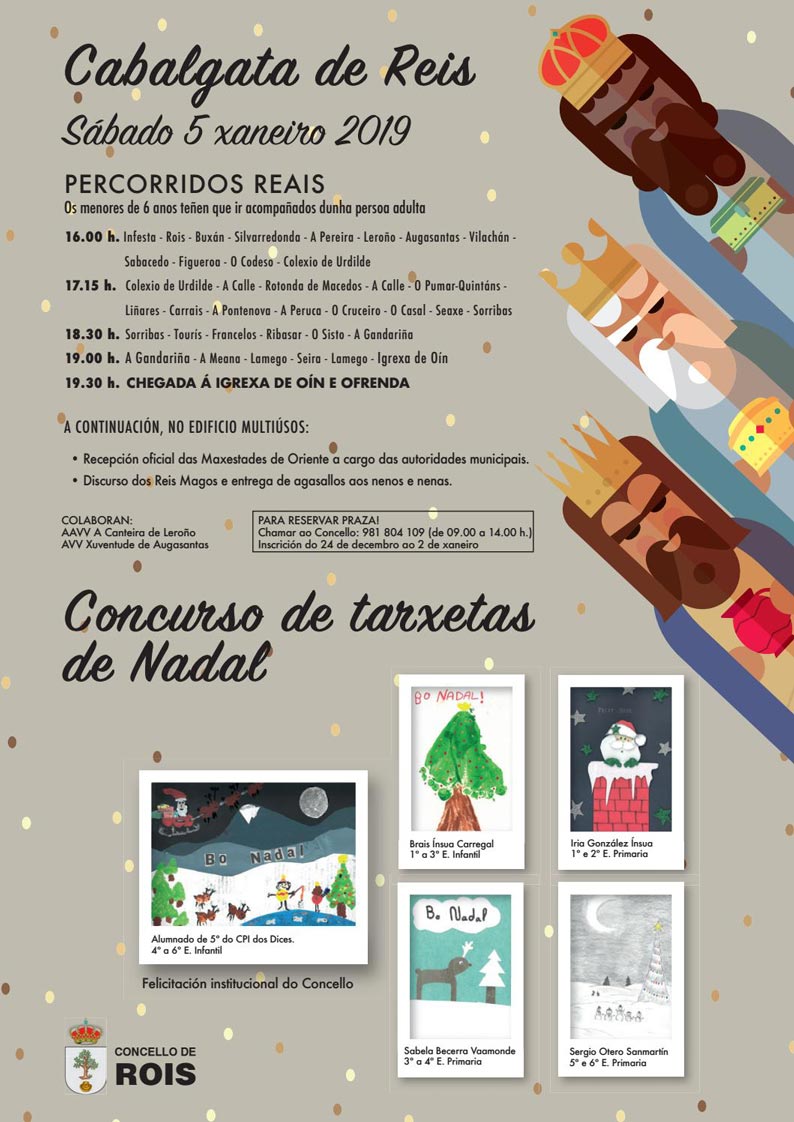 Cabalgata de Reis
Sábado 5 xaneiro 2019
PERCORRIDOS REAIS
Os menores de 6 anos teñen que ir acompañados dunha persoa adulta
16.00 h. Infesta - Rois - Buxán - Silvarredonda - A Pereira - Leroño - Augasantas - Vilachán -
Sabacedo - Figueroa - O Codeso - Colexio de Urdilde
17.15 h. Colexio de Urdilde - A Calle - Rotonda de Macedos - A Calle - O Pumar-Quintáns -
Liñares - Carrais - A Pontenova - A Peruca - O Cruceiro - O Casal - Seaxe - Sorribas
18.30 h. Sorribas - Tourís - Francelos - Ribasar - O Sisto - A Gandariña
19.00 h. A Gandariña - A Meana - Lamego - Seira - Lamego - Igrexa de Oín
19.30 h. CHEGADA Á IGREXA DE OÍN E OFRENDA
A CONTINUACIÓN, NO EDIFICIO MULTIÚSOS:
• Recepción oficial das Maxestades de Oriente a cargo das autoridades municipais.
• Discurso dos Reis Magos e entrega de agasallos aos nenos e nenas.
COLABORAN:
AAVV A Canteira de Leroño
AVV Xuventude de Augasantas
PARA RESERVAR PRAZA!
Chamar ao Concello: 981 804 109 (de 09.00 a 14.00 h.)
Inscrición do 24 de decembro ao 2 de xaneiro
Concurso de tarxetas
de Nadal
BO NADAL!
Brais Ínsua Carregal
1º a 3º E. Infantil
Iria González Ínsua
1º e 2º E. Primaria
Bo Nadal
Alumnado de 5º do CPI dos Dices.
4º a 6º E. Infantil
Felicitación institucional do Concello
Bo Nadal
Sabela Becerra Vaamonde
3º a 4º E. Primaria
Sergio Otero Sanmartín
5º e 6º E. Primaria
CONCELLO DE
ROIS